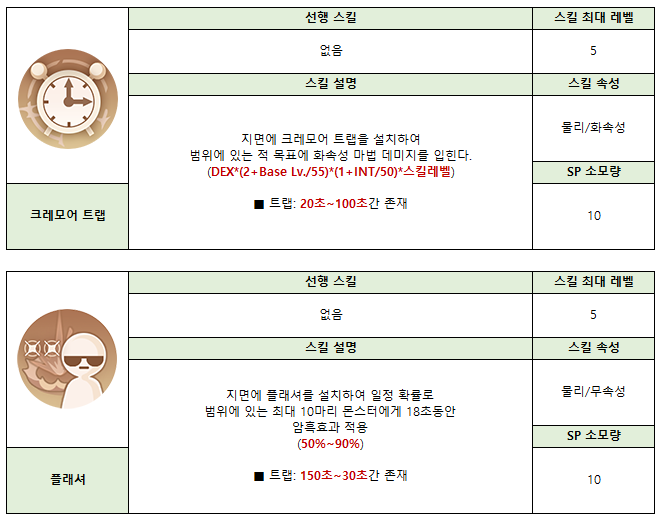 선행 스킬
스킬 최대 레벨
없음
5
스킬 설명
스킬 속성
지면에 크레모어 트랩을 설치하여
범위에 있는 적 목표에 화속성 마법 데미지를 입힌다.
(DEX*(2+Base Lv./55)*(1+INT/50)*스킬레벨)
■ 트랩: 20초~100초간 존재
물리/화속성
SP 소모량
10
크레모어 트랩
선행 스킬
스킬 최대 레벨
없음
5
스킬 설명
스킬 속성
지면에 플래셔를 설치하여 일정 확률로
범위에 있는 최대 10마리 몬스터에게 18초동안
암흑효과 적용
(50%~90%)
■ 트랩: 150초~30초간 존재
물리/무속성
SP 소모량
10
플래셔